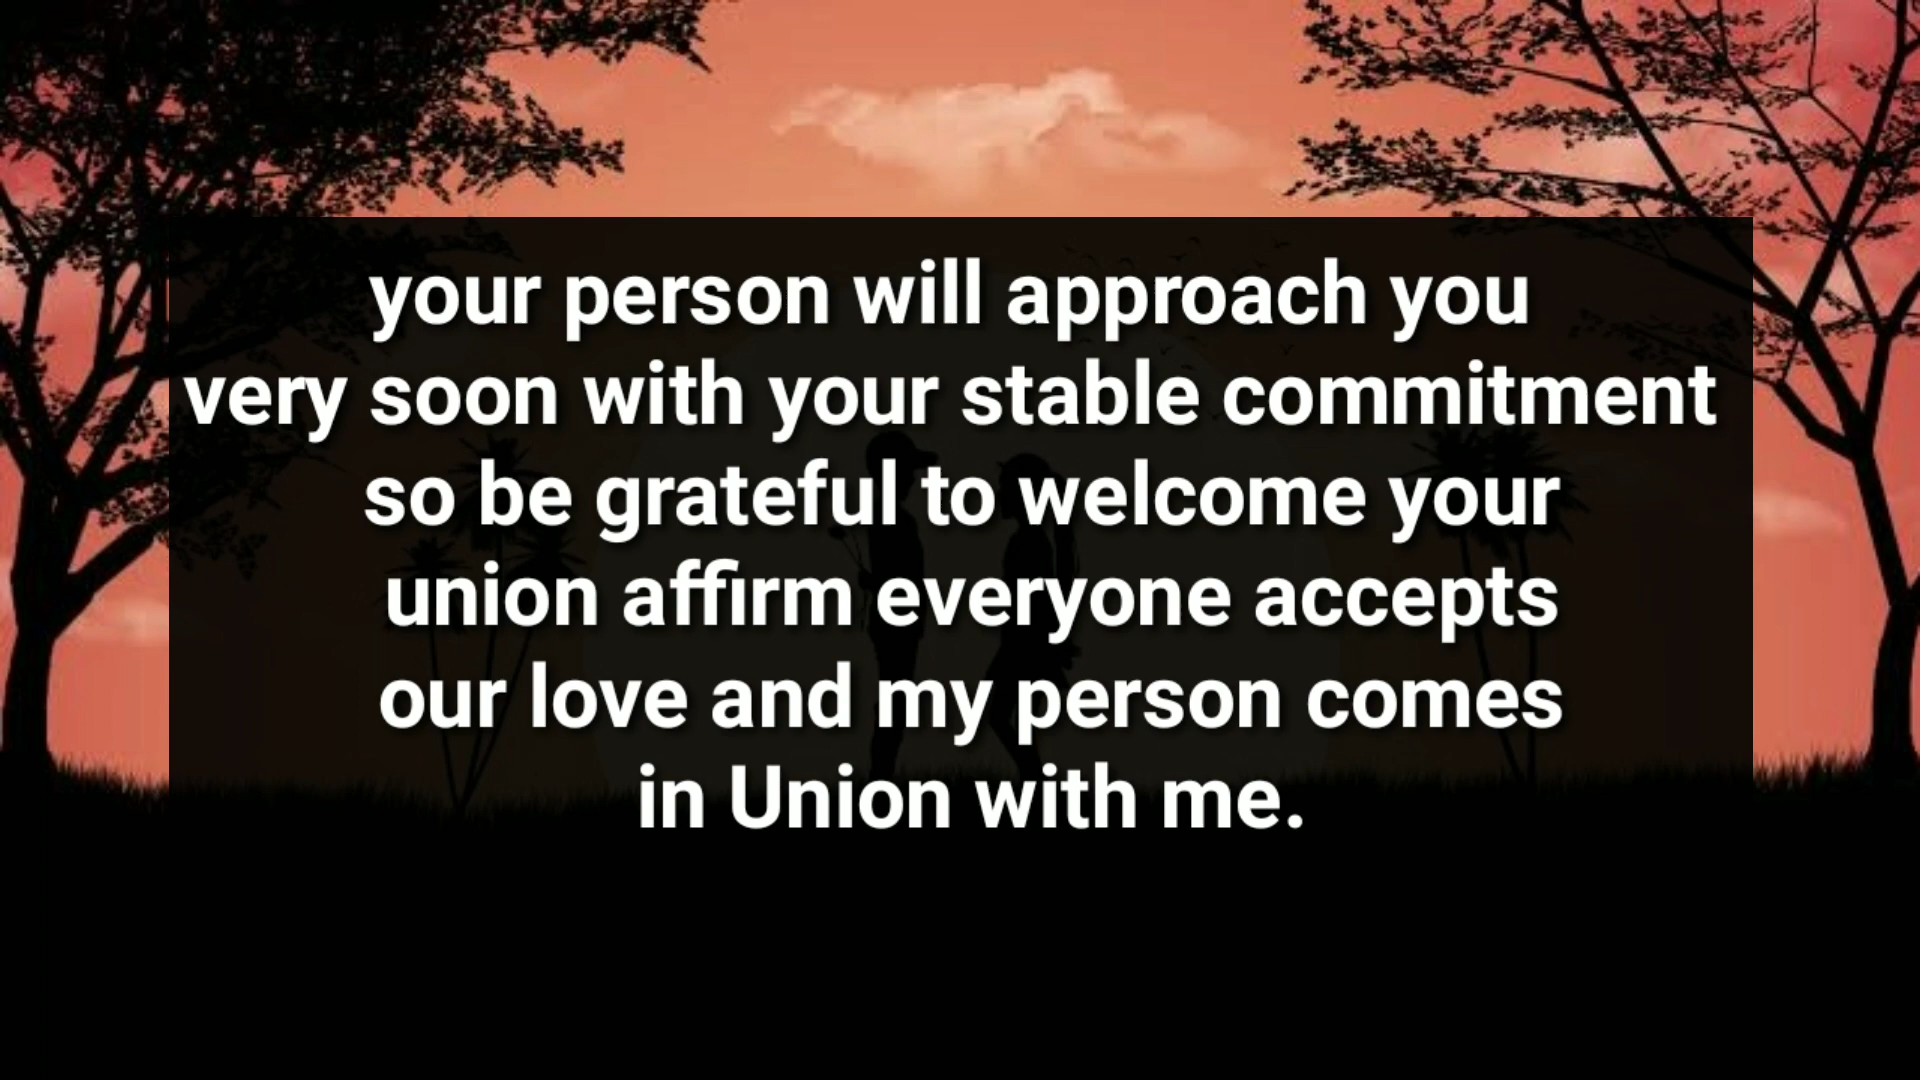 your person will approach you
very soon with your stable commitment
so be grateful to welcome your
union affirm everyone accepts
our love and my person comes
in Union with me.